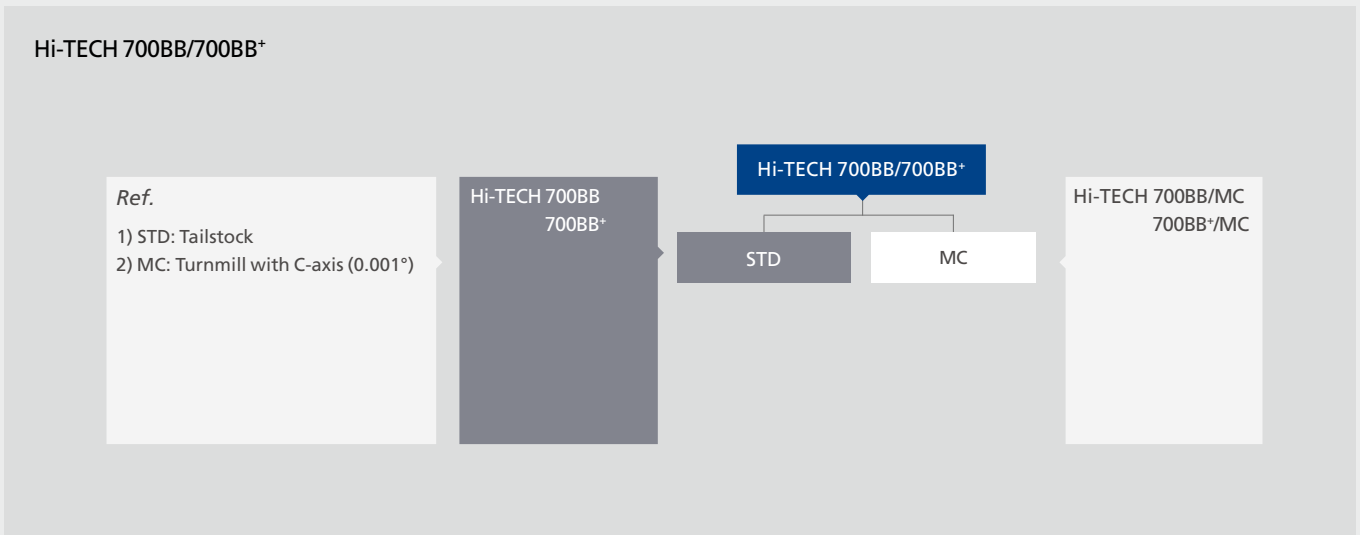 Hi-TECH 700BB/700BB⁺
Ref.
1) STD: Tailstock
2) MC: Turnmill with C-axis (0.001°)
Hi-TECH 700BB
700BB⁺
Hi-TECH 700BB/700BB⁺
STD
MC
Hi-TECH 700BB/MC
700BB⁺/MC